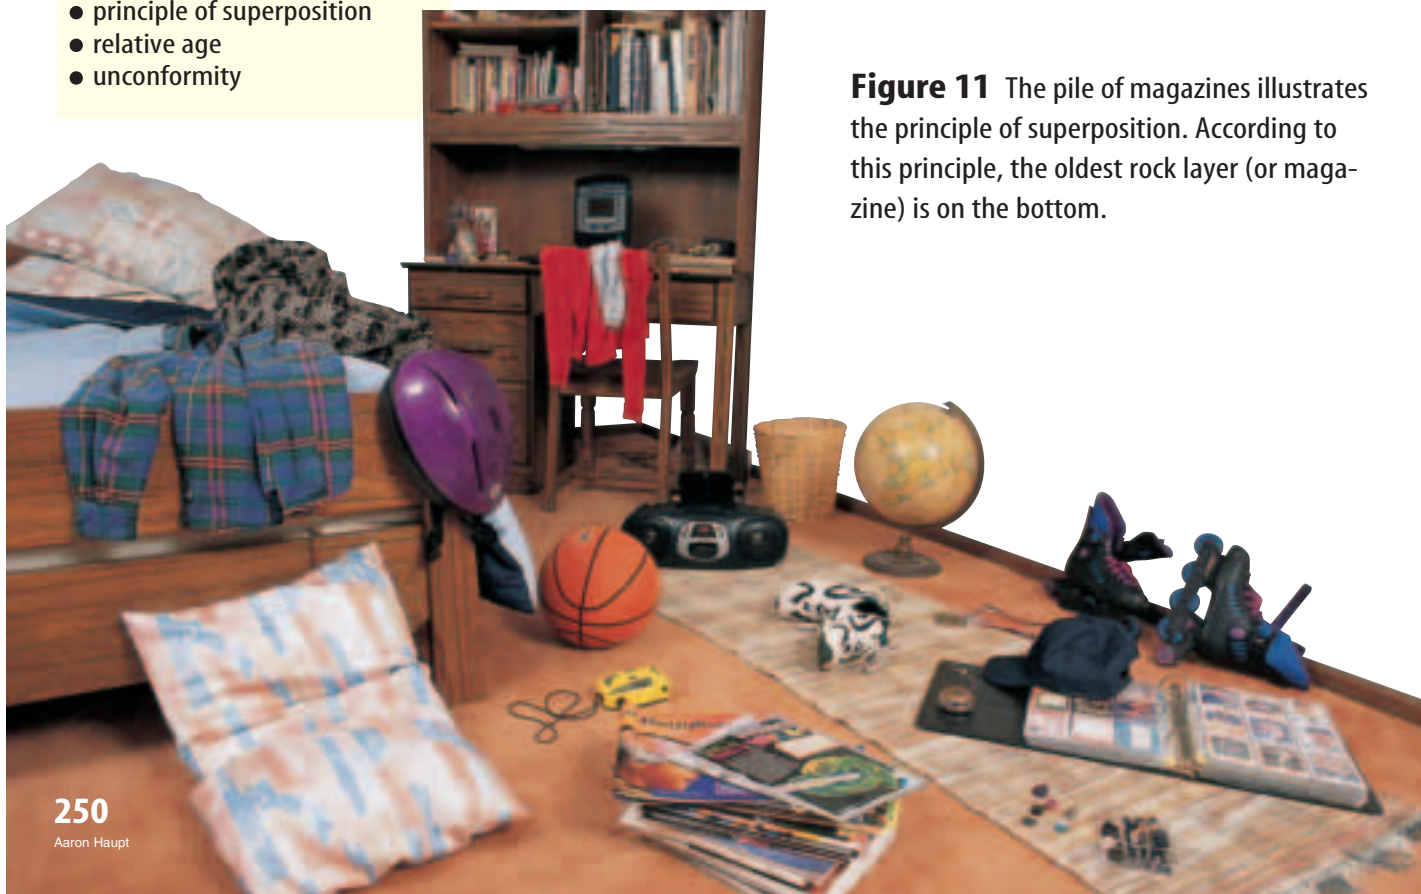 ● principle of superposition
● relative age
● unconformity
Figure 11 The pile of magazines illustrates
the principle of superposition. According to
this principle, the oldest rock layer (or maga-
zine) is on the bottom.
250
Aaron Haupt